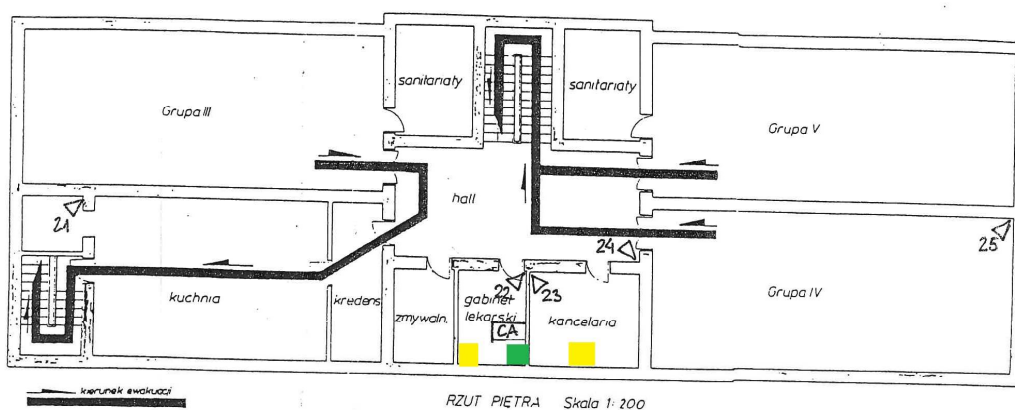 sanitariaty
sanitariaty
Grupa III
Grupa V
hall
21
24
25
kuchnia
kredens
zmywaln.
gabinet
lekarski
22
23
CA
kancelaria
Grupa IV
kierunek ewakuacji
RZUT PIĘTRA Skala 1:200